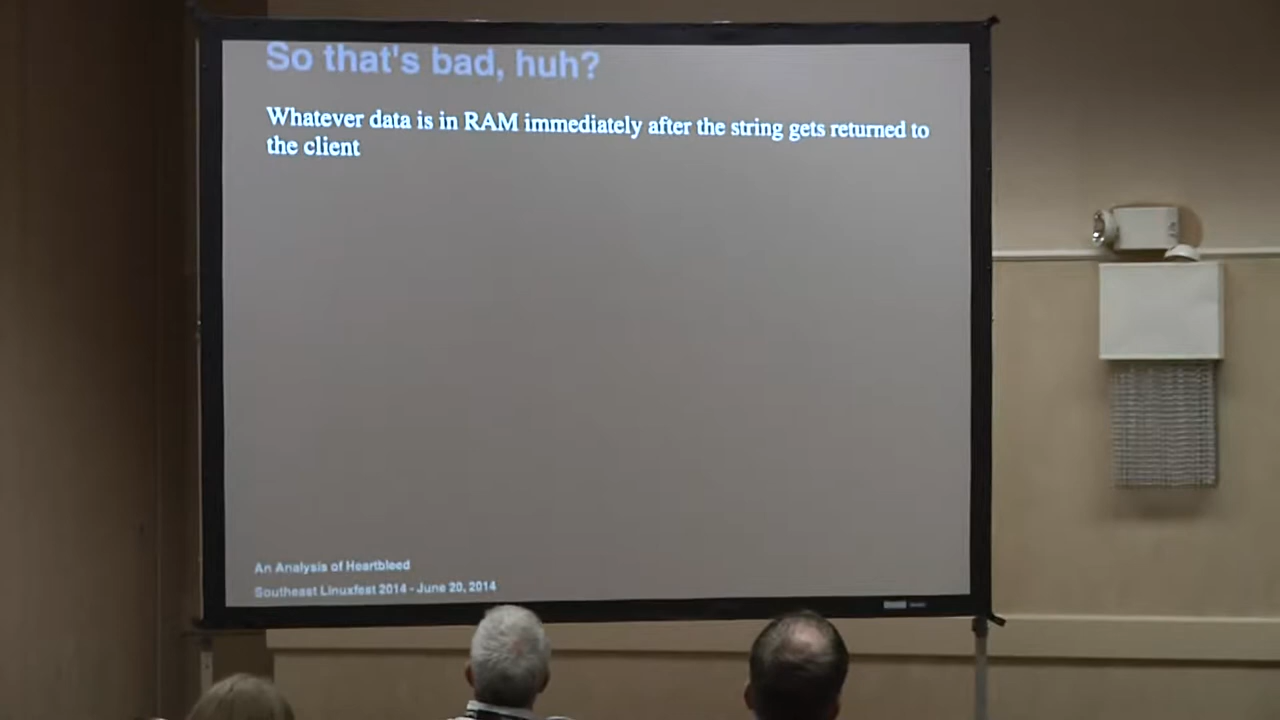 So that's bad, huh?
Whatever data is in RAM immediately after the string gets returned to
the client
An Analysis of Heartbleed
Southeast Linuxfest 2014 - June 20, 2014